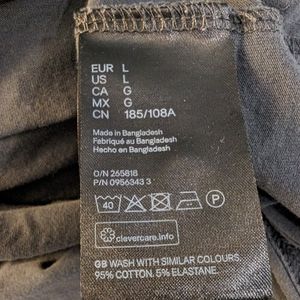 EUR L
US L
CA G
MX G
CN 185/108A
Made in Bangladesh
Fabriqué au Bangladesh
Hecho en Bangladesh
O/N 265818
P/N 0956343 3
40
clevercare.info
GB WASH WITH SIMILAR COLOURS.
95% COTTON. 5% ELASTANE.